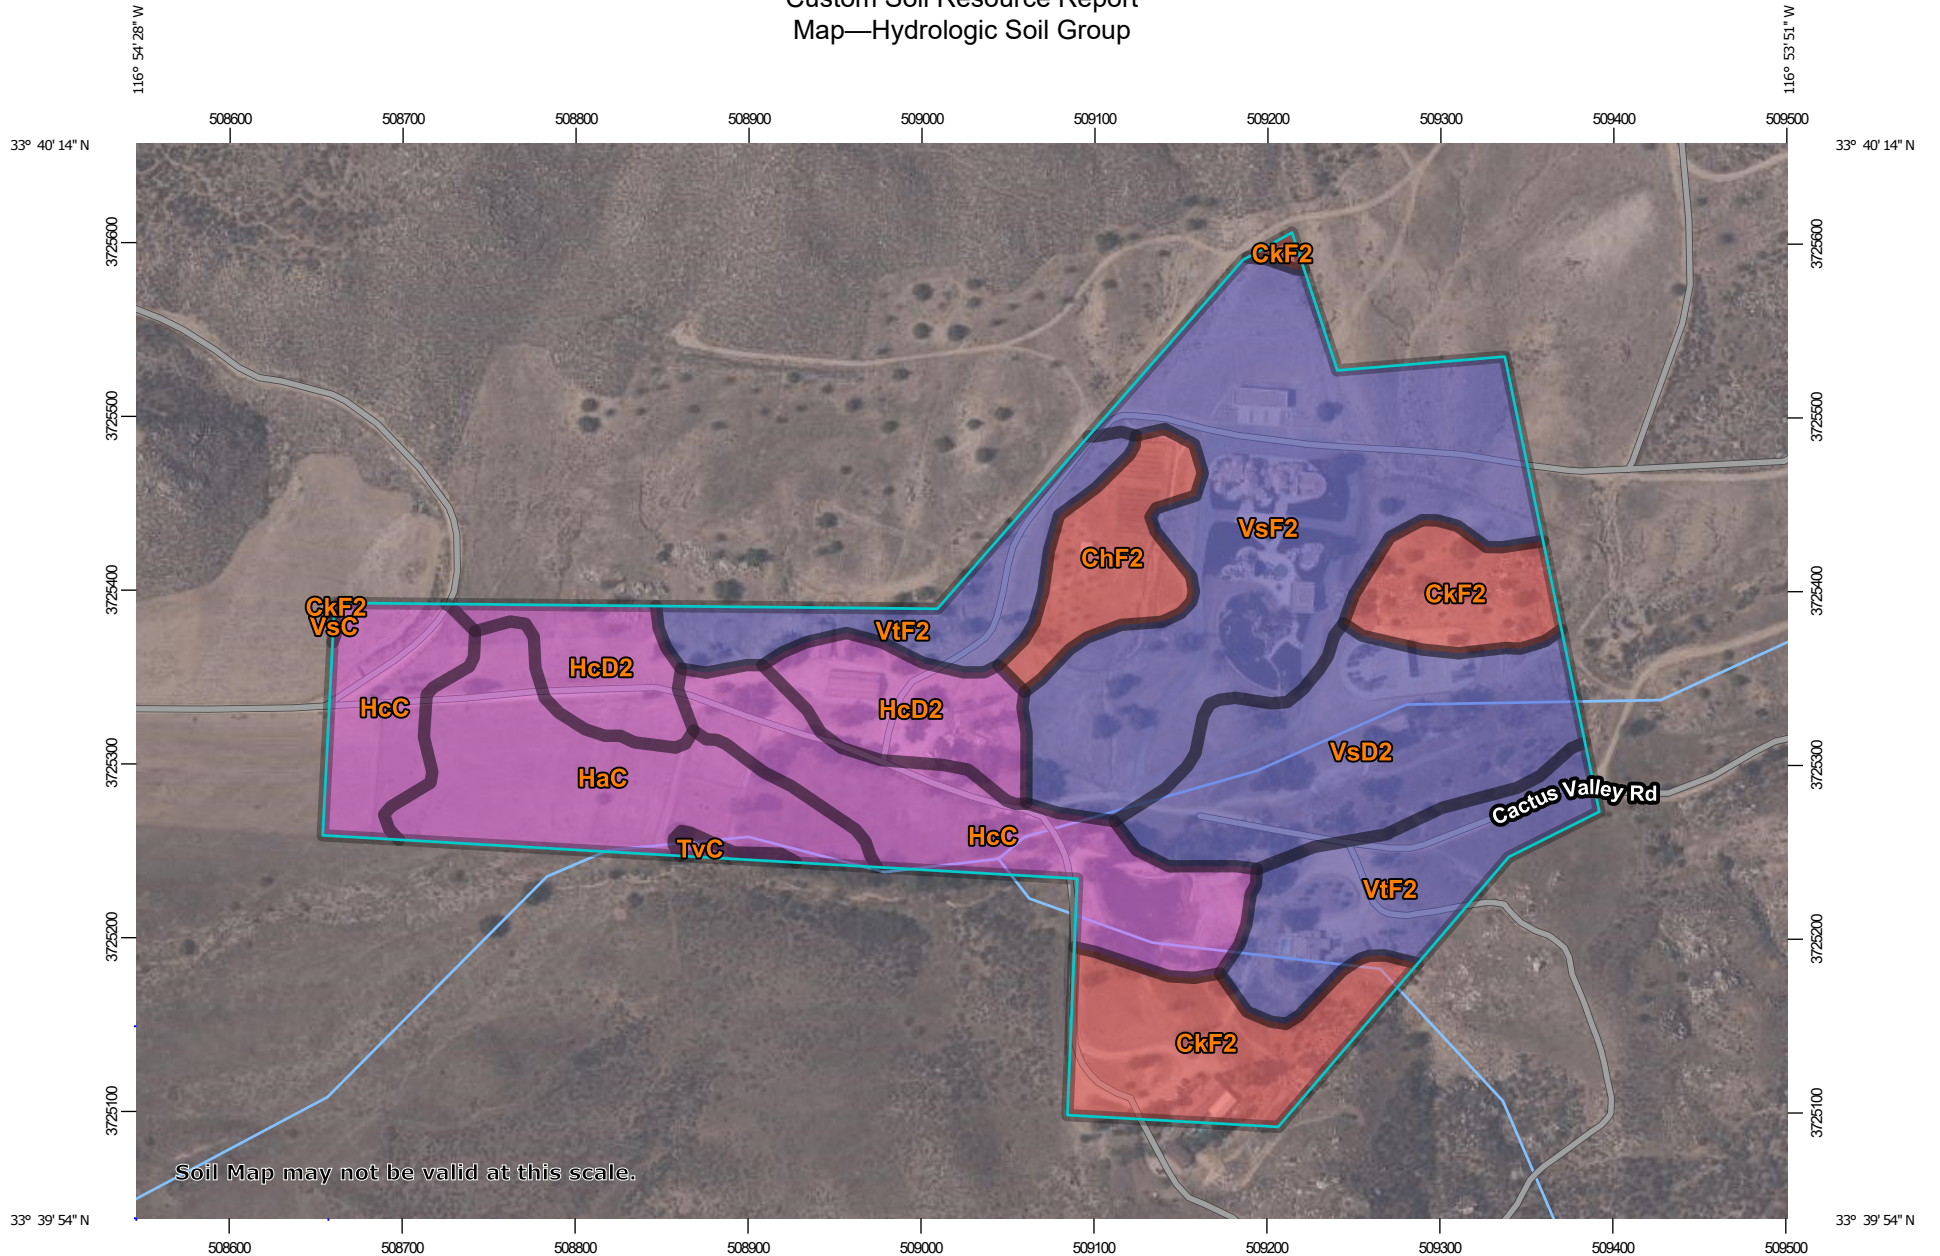 Custom Soil Resource Report
Map—Hydrologic Soil Group
116° 54' 28" W
116° 53' 51" W
508600 508700 508800 508900 509000 509100 509200 509300 509400 509500
33° 40' 14" N
33° 40' 14" N
3725600
3725600
CkF2
3725500
3725500
VsF2
ChF2
3725400
3725400
CkF2
CkF2
VsC
VtF2
HcD2
HcC
HcD2
3725300
3725300
VsD2
HaC
Cactus Valley Rd
HcC
TvC
VtF2
3725200
3725200
CkF2
3725100
3725100
Soil Map may not be valid at this scale.
33° 39' 54" N
33° 39' 54" N
508600 508700 508800 508900 509000 509100 509200 509300 509400 509500